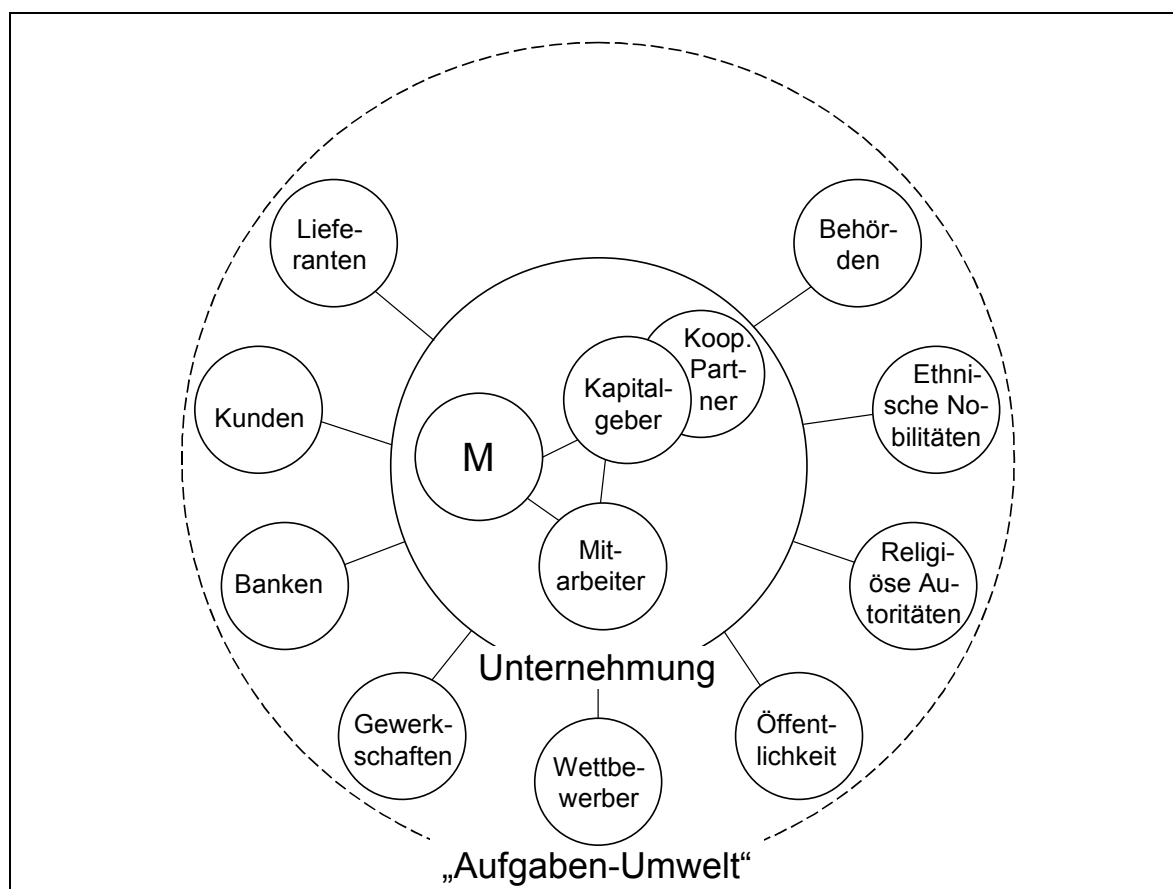 Liefe-
ranten
Behör-
den
Koop.
Part-
ner
Kapital-
geber
Ethni-
sche No-
bilitäten
Kunden
M
Mit-
arbeiter
Religi-
öse Au-
toritäten
Banken
Unternehmung
Gewerk-
schaften
Öffent-
lichkeit
Wettbe-
werber
„Aufgaben-Umwelt“